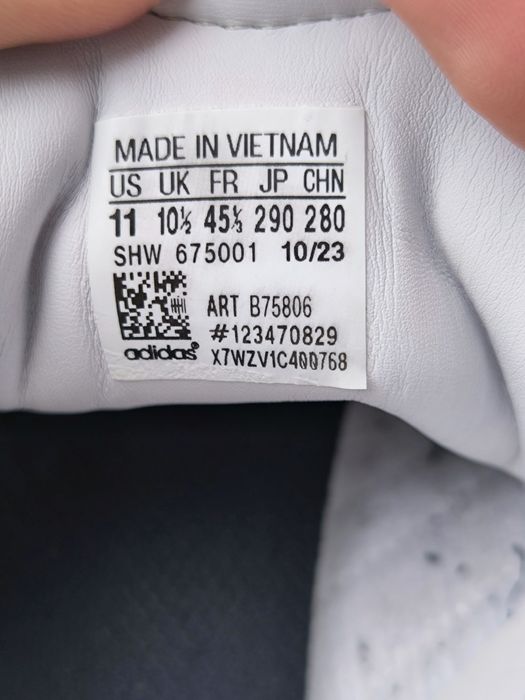 MADE IN VIETNAM
US UK FR JP CHN
11 10½ 45⅓ 290 280
SHW 675001 10/23
ART B75806
#123470829
adidas®
X7WZV1C400768